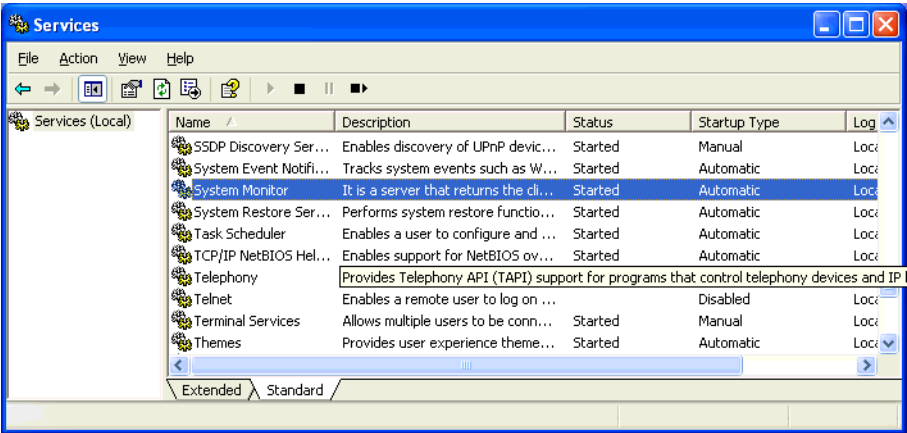 Services
File Action View Help
Services (Local)
Name Description Status Startup Type Log
SSDP Discovery Ser... Enables discovery of UPnP devic... Started Manual Loca
System Event Notifi... Tracks system events such as W... Started Automatic Loca
System Monitor It is a server that returns the cli... Started Automatic Loca
System Restore Ser... Performs system restore functio... Started Automatic Loca
Task Scheduler Enables a user to configure and ... Started Automatic Loca
TCP/IP NetBIOS Hel... Enables support for NetBIOS ov... Started Automatic Loca
Telephony Provides Telephony API (TAPI) support for programs that control telephony devices and IP
Telnet Enables a remote user to log on ... Disabled Loca
Terminal Services Allows multiple users to be conn... Started Manual Loca
Themes Provides user experience theme... Started Automatic Loca
Extended Standard